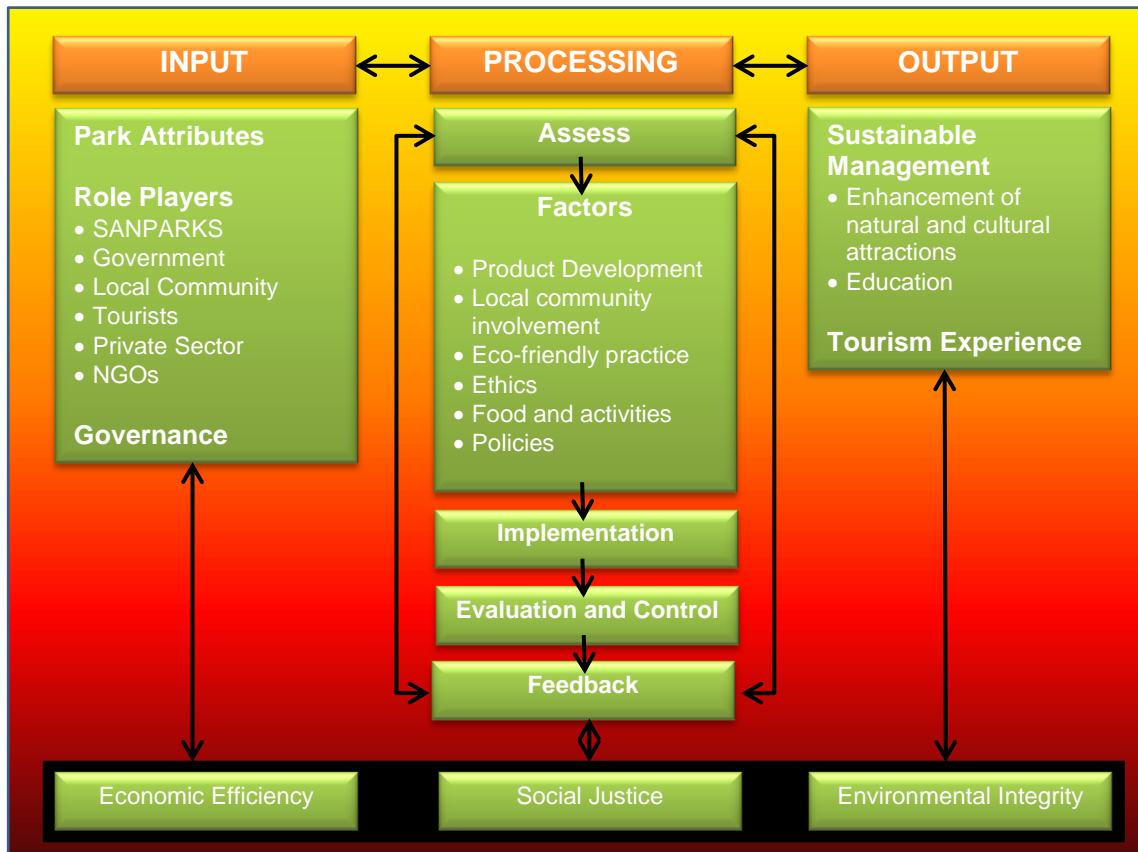 INPUT
PROCESSING
OUTPUT
Park Attributes
Role Players
• SANPARKS
• Government
• Local Community
• Tourists
• Private Sector
• NGOs
Governance
Assess
Factors
• Product Development
• Local community
involvement
• Eco-friendly practice
• Ethics
• Food and activities
• Policies
Implementation
Evaluation and Control
Feedback
Sustainable
Management
• Enhancement of
natural and cultural
attractions
• Education
Tourism Experience
Economic Efficiency
Social Justice
Environmental Integrity